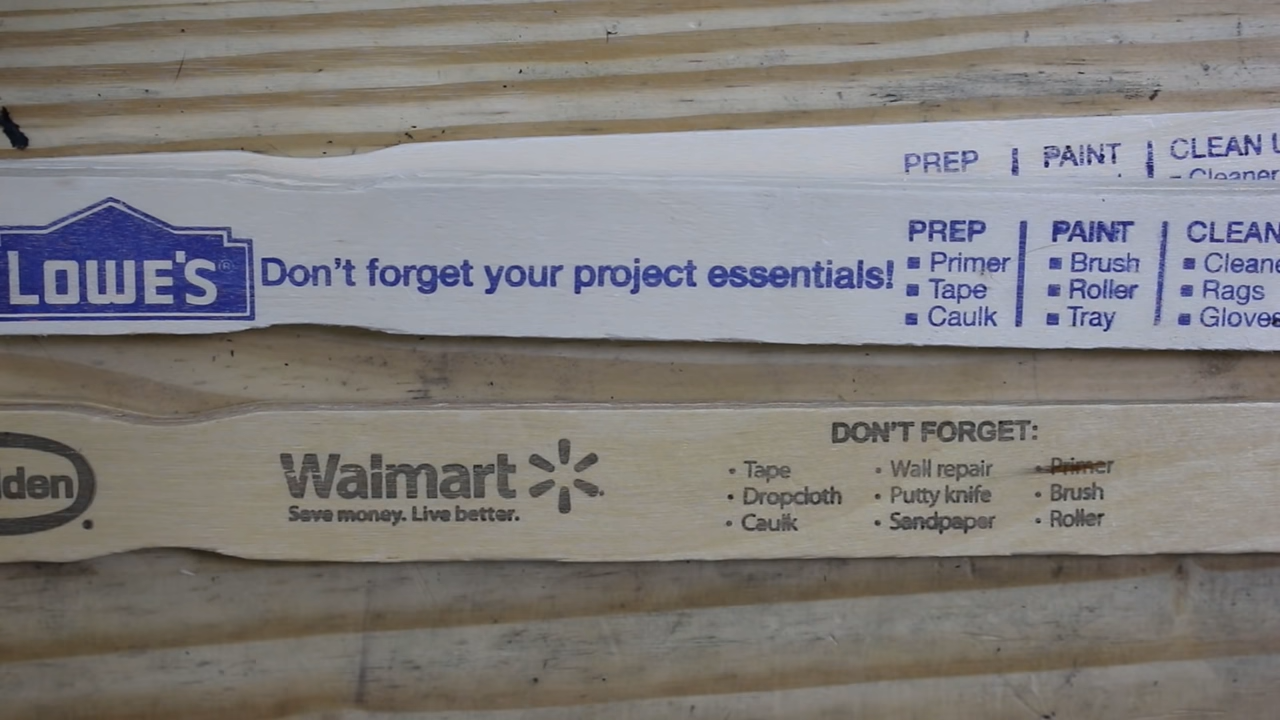 PREP | PAINT | CLEAN U
- Cleaner
LOWE'S® Don't forget your project essentials!
PREP
▪ Primer
▪ Tape
▪ Caulk
PAINT
▪ Brush
▪ Roller
▪ Tray
CLEAN
▪ Cleane
▪ Rags
▪ Gloves
lden.
Walmart
Save money. Live better.
DON'T FORGET:
• Tape
• Dropcloth
• Caulk
• Wall repair
• Putty knife
• Sandpaper
• Primer
• Brush
• Roller